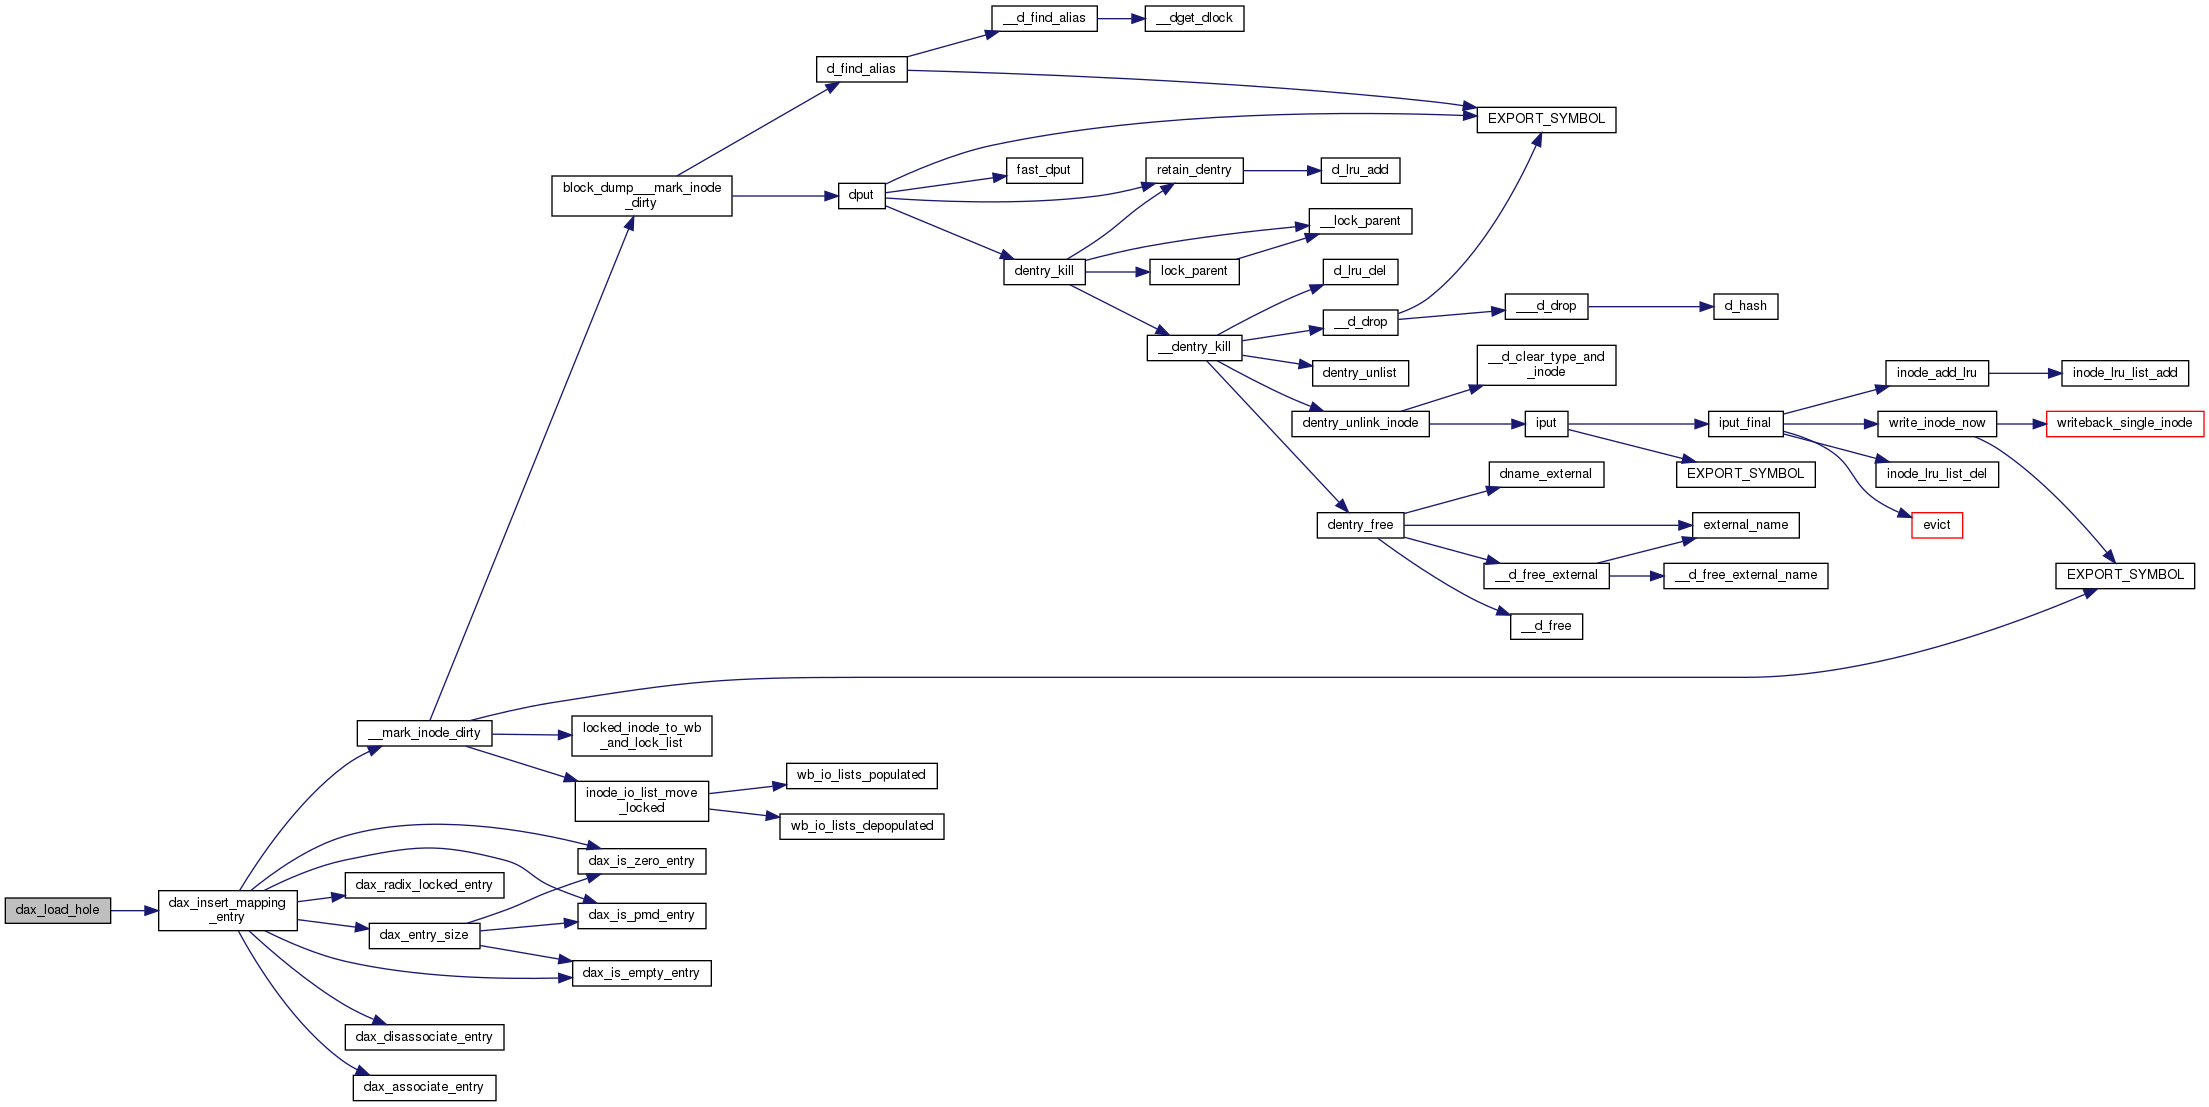 __d_find_alias
__dget_dlock
d_find_alias
EXPORT_SYMBOL
fast_dput
retain_dentry
d_lru_add
block_dump___mark_inode
_dirty
dput
__lock_parent
dentry_kill
lock_parent
d_lru_del
__d_drop
___d_drop
d_hash
__dentry_kill
__d_clear_type_and
_inode
dentry_unlist
inode_add_lru
inode_lru_list_add
dentry_unlink_inode
iput
iput_final
write_inode_now
writeback_single_inode
dname_external
EXPORT_SYMBOL
inode_lru_list_del
dentry_free
external_name
evict
__d_free_external
__d_free_external_name
EXPORT_SYMBOL
__d_free
__mark_inode_dirty
locked_inode_to_wb
_and_lock_list
inode_io_list_move
_locked
wb_io_lists_populated
wb_io_lists_depopulated
dax_is_zero_entry
dax_radix_locked_entry
dax_load_hole
dax_insert_mapping
_entry
dax_is_pmd_entry
dax_entry_size
dax_is_empty_entry
dax_disassociate_entry
dax_associate_entry